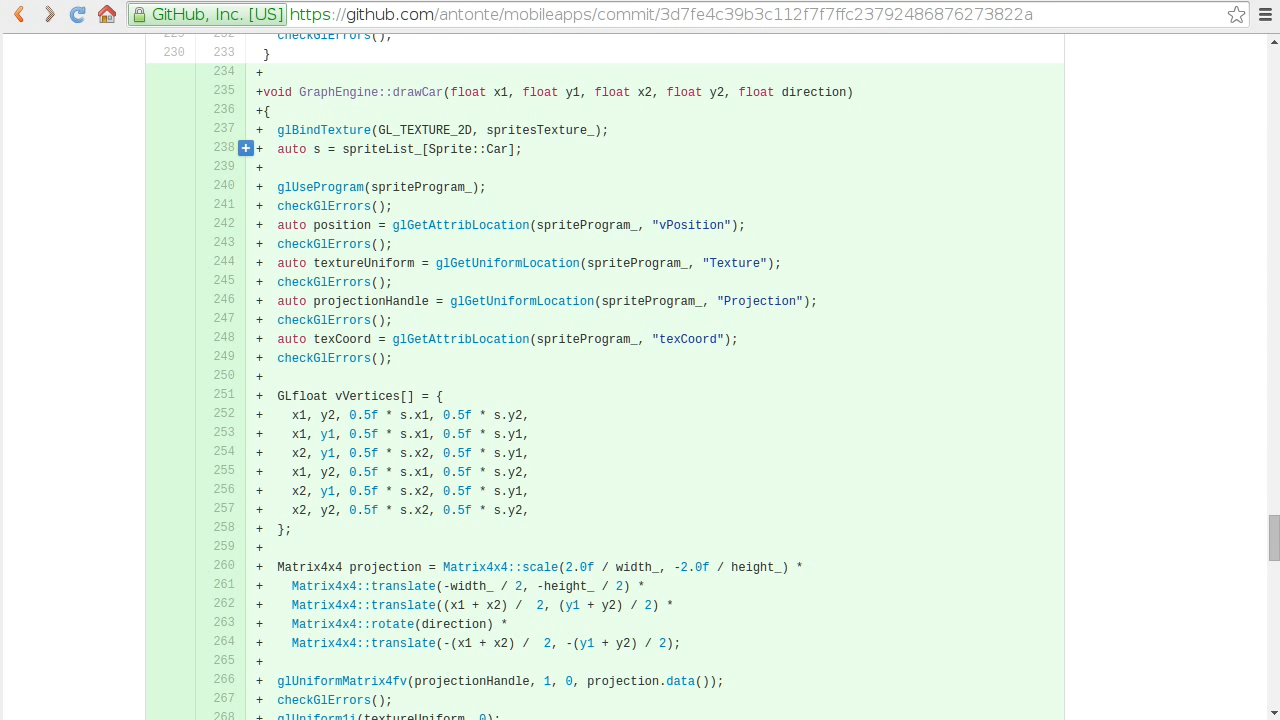 GitHub, Inc. [US] https://github.com/antonte/mobileapps/commit/3d7fe4c39b3c112f7f7ffc23792486876273822a
229 232 checkGlErrors();
230 233 }
234 +
235 +void GraphEngine::drawCar(float x1, float y1, float x2, float y2, float direction)
236 +{
237 + glBindTexture(GL_TEXTURE_2D, spritesTexture_);
238 + auto s = spriteList_[Sprite::Car];
239 +
240 + glUseProgram(spriteProgram_);
241 + checkGlErrors();
242 + auto position = glGetAttribLocation(spriteProgram_, "vPosition");
243 + checkGlErrors();
244 + auto textureUniform = glGetUniformLocation(spriteProgram_, "Texture");
245 + checkGlErrors();
246 + auto projectionHandle = glGetUniformLocation(spriteProgram_, "Projection");
247 + checkGlErrors();
248 + auto texCoord = glGetAttribLocation(spriteProgram_, "texCoord");
249 + checkGlErrors();
250 +
251 + GLfloat vVertices[] = {
252 + x1, y2, 0.5f * s.x1, 0.5f * s.y2,
253 + x1, y1, 0.5f * s.x1, 0.5f * s.y1,
254 + x2, y1, 0.5f * s.x2, 0.5f * s.y1,
255 + x1, y2, 0.5f * s.x1, 0.5f * s.y2,
256 + x2, y1, 0.5f * s.x2, 0.5f * s.y1,
257 + x2, y2, 0.5f * s.x2, 0.5f * s.y2,
258 + };
259 +
260 + Matrix4x4 projection = Matrix4x4::scale(2.0f / width_, -2.0f / height_) *
261 + Matrix4x4::translate(-width_ / 2, -height_ / 2) *
262 + Matrix4x4::translate((x1 + x2) / 2, (y1 + y2) / 2) *
263 + Matrix4x4::rotate(direction) *
264 + Matrix4x4::translate(-(x1 + x2) / 2, -(y1 + y2) / 2);
265 +
266 + glUniformMatrix4fv(projectionHandle, 1, 0, projection.data());
267 + checkGlErrors();
268 + glUniform1i(textureUniform, 0);